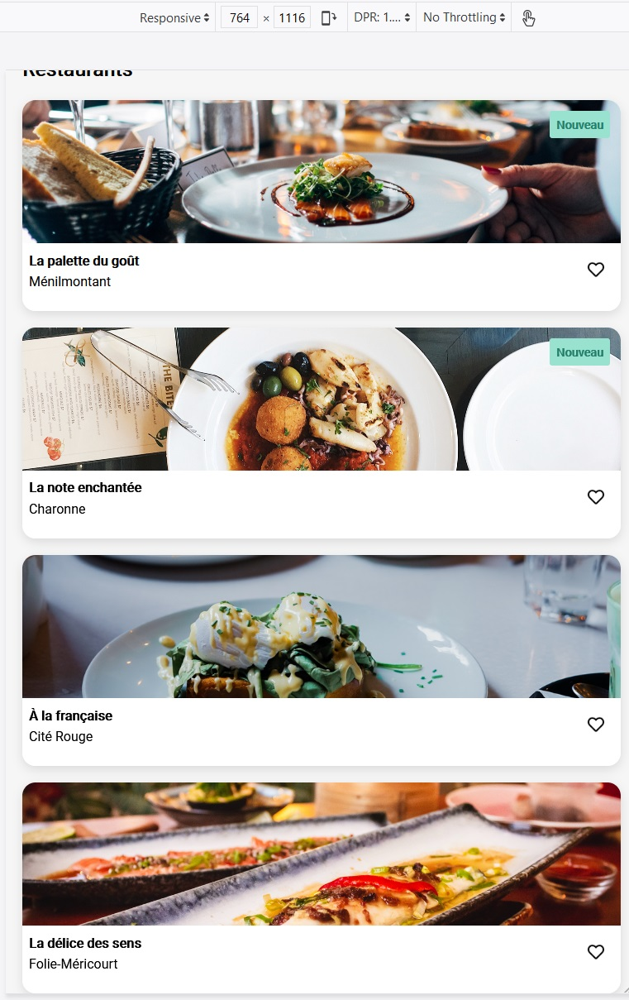 Responsive 764 × 1116 DPR: 1.... No Throttling
Restaurants
Nouveau
La palette du goût
Ménilmontant
THE BITE
Nouveau
La note enchantée
Charonne
À la française
Cité Rouge
La délice des sens
Folie-Méricourt